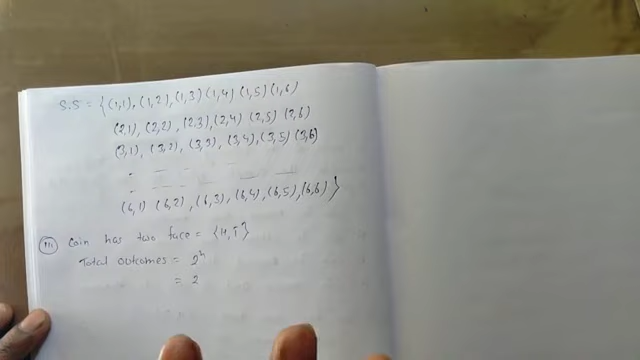 S.S = {(1,1), (1,2), (1,3) (1,4) (1,5) (1,6)
(2,1), (2,2), (2,3), (2,4) (2,5) (2,6)
(3,1), (3,2), (3,3), (3,4), (3,5) (3,6)
(6,1) (6,2), (6,3), (6,4), (6,5), (6,6)}
(iii) Coin has two face = {H,T}
Total outcomes = 2ⁿ
= 2